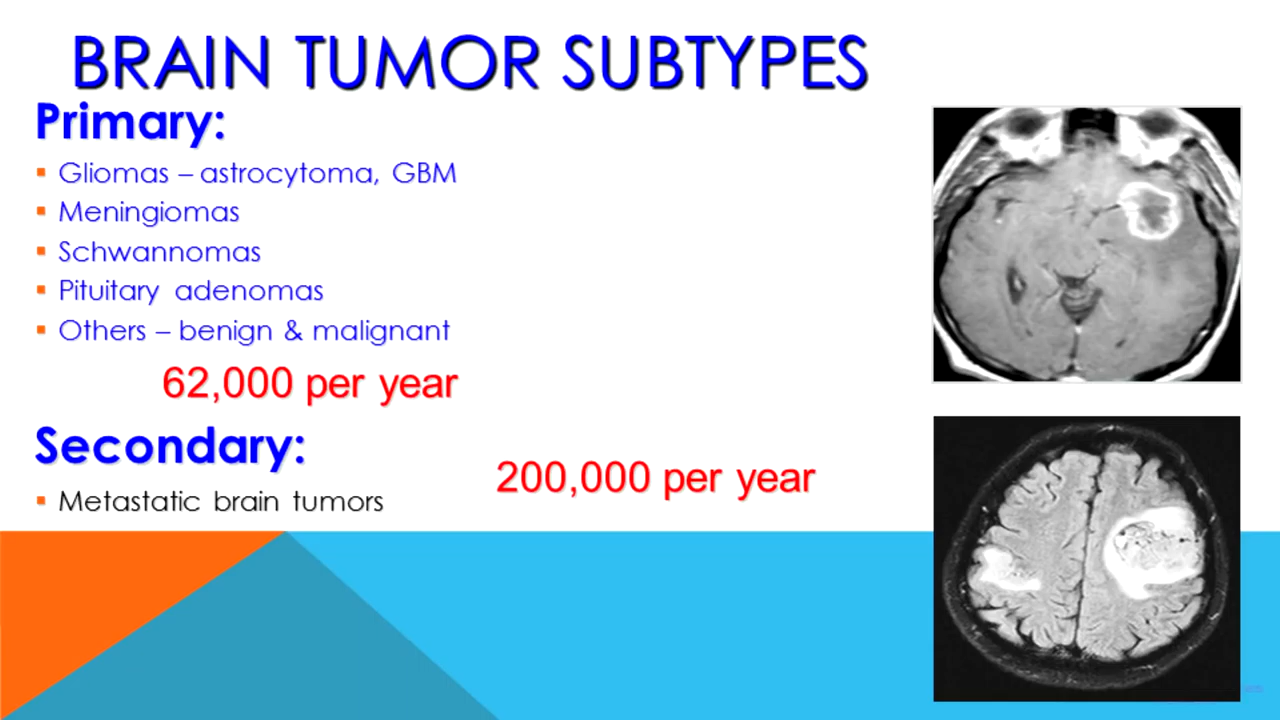 BRAIN TUMOR SUBTYPES
Primary:
▪ Gliomas – astrocytoma, GBM
▪ Meningiomas
▪ Schwannomas
▪ Pituitary adenomas
▪ Others – benign & malignant
62,000 per year
Secondary:
200,000 per year
▪ Metastatic brain tumors